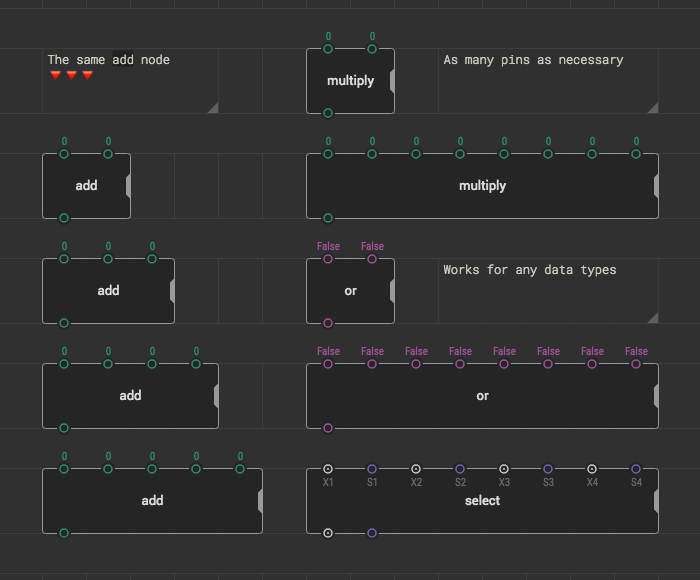 0 0
The same add node
multiply
As many pins as necessary
0 0
0 0 0 0 0 0 0 0
add
multiply
0 0 0
False False
add
or
Works for any data types
0 0 0 0
False False False False False False False False
add
or
0 0 0 0 0
X1 S1 X2 S2 X3 S3 X4 S4
add
select